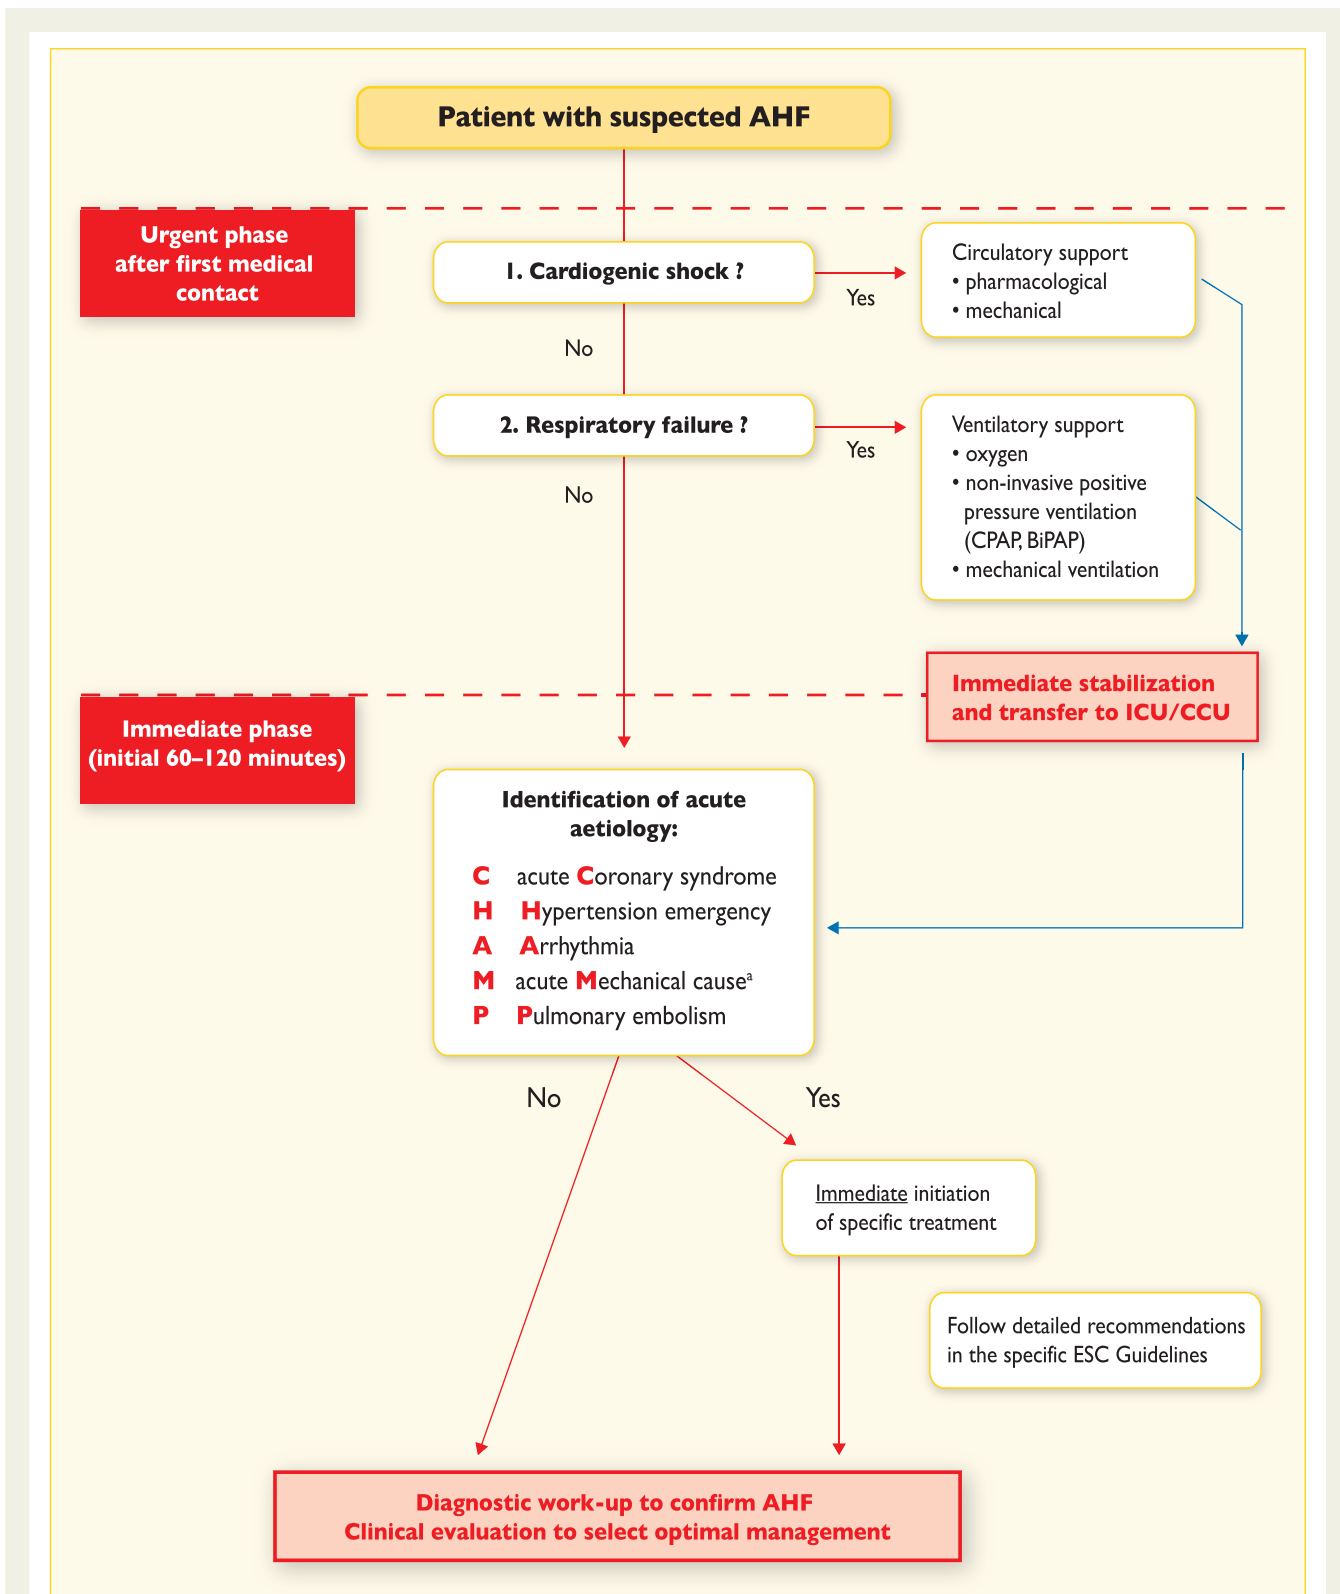 Patient with suspected AHF
Urgent phase
after first medical
contact
1. Cardiogenic shock ?
Yes
Circulatory support
• pharmacological
• mechanical
No
2. Respiratory failure ?
Yes
Ventilatory support
• oxygen
• non-invasive positive
pressure ventilation
(CPAP, BiPAP)
• mechanical ventilation
No
Immediate stabilization
and transfer to ICU/CCU
Immediate phase
(initial 60–120 minutes)
Identification of acute
aetiology:
C acute Coronary syndrome
H Hypertension emergency
A Arrhythmia
M acute Mechanical causeᵃ
P Pulmonary embolism
No
Yes
Immediate initiation
of specific treatment
Follow detailed recommendations
in the specific ESC Guidelines
Diagnostic work-up to confirm AHF
Clinical evaluation to select optimal management